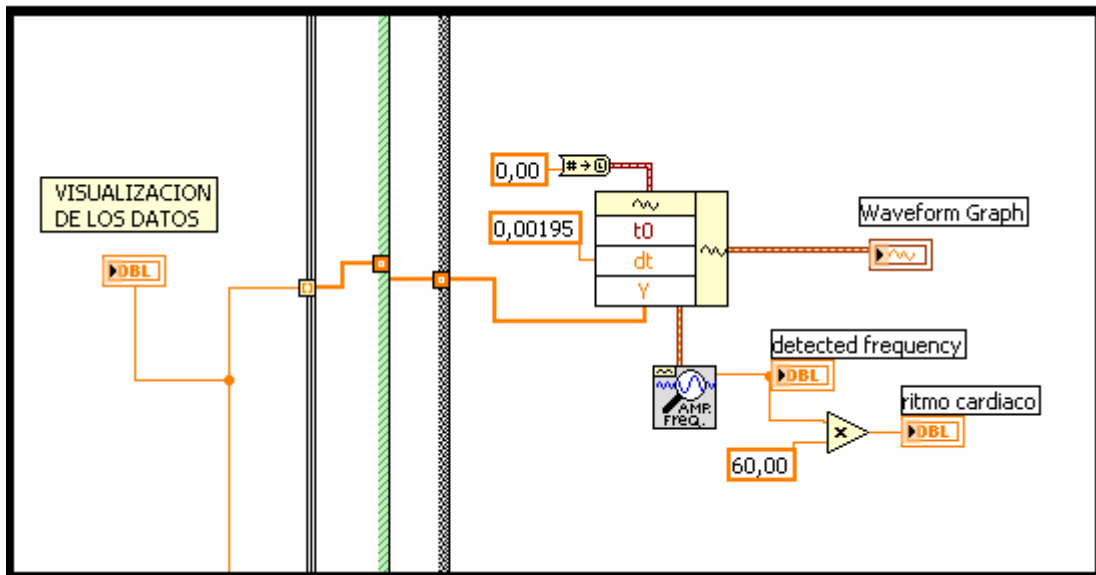 VISUALIZACION
DE LOS DATOS
DBL
0,00
#
0,00195
t0
dt
Y
Waveform Graph
detected frequency
DBL
AMP.
Freq.
ritmo cardiaco
DBL
x
60,00